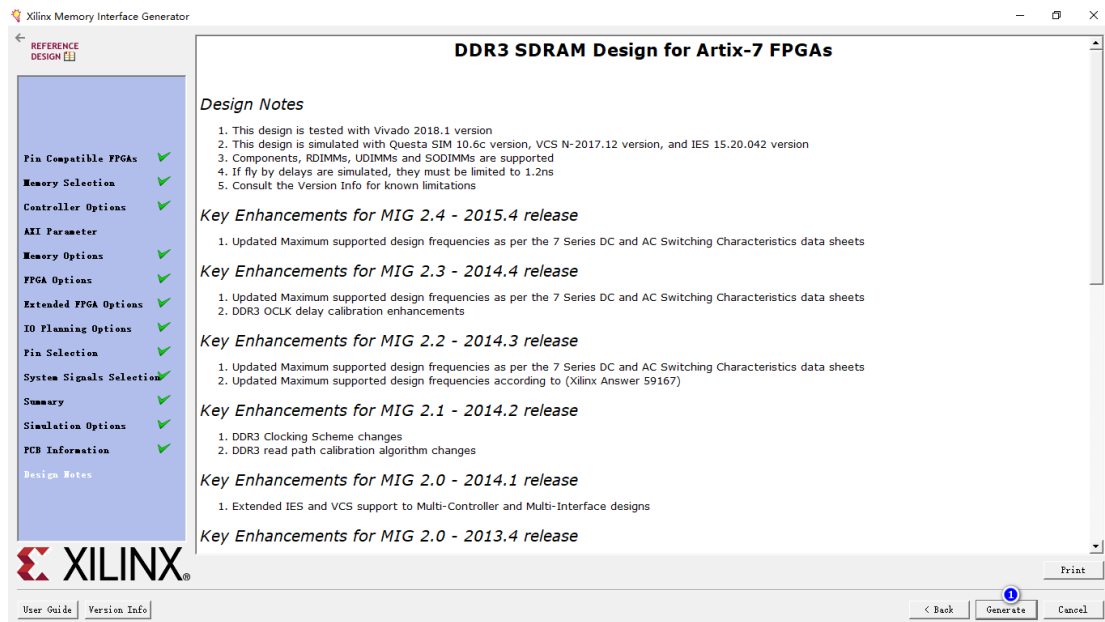 Xilinx Memory Interface Generator
REFERENCE
DESIGN
Pin Compatible FPGAs
Memory Selection
Controller Options
AXI Parameter
Memory Options
FPGA Options
Extended FPGA Options
IO Planning Options
Pin Selection
System Signals Selection
Summary
Simulation Options
PCB Information
Design Notes
XILINX®
DDR3 SDRAM Design for Artix-7 FPGAs
Design Notes
1. This design is tested with Vivado 2018.1 version
2. This design is simulated with Questa SIM 10.6c version, VCS N-2017.12 version, and IES 15.20.042 version
3. Components, RDIMMs, UDIMMs and SODIMMs are supported
4. If fly by delays are simulated, they must be limited to 1.2ns
5. Consult the Version Info for known limitations
Key Enhancements for MIG 2.4 - 2015.4 release
1. Updated Maximum supported design frequencies as per the 7 Series DC and AC Switching Characteristics data sheets
Key Enhancements for MIG 2.3 - 2014.4 release
1. Updated Maximum supported design frequencies as per the 7 Series DC and AC Switching Characteristics data sheets
2. DDR3 OCLK delay calibration enhancements
Key Enhancements for MIG 2.2 - 2014.3 release
1. Updated Maximum supported design frequencies as per the 7 Series DC and AC Switching Characteristics data sheets
2. Updated Maximum supported design frequencies according to (Xilinx Answer 59167)
Key Enhancements for MIG 2.1 - 2014.2 release
1. DDR3 Clocking Scheme changes
2. DDR3 read path calibration algorithm changes
Key Enhancements for MIG 2.0 - 2014.1 release
1. Extended IES and VCS support to Multi-Controller and Multi-Interface designs
Key Enhancements for MIG 2.0 - 2013.4 release
Print
1
User Guide Version Info < Back Generate Cancel